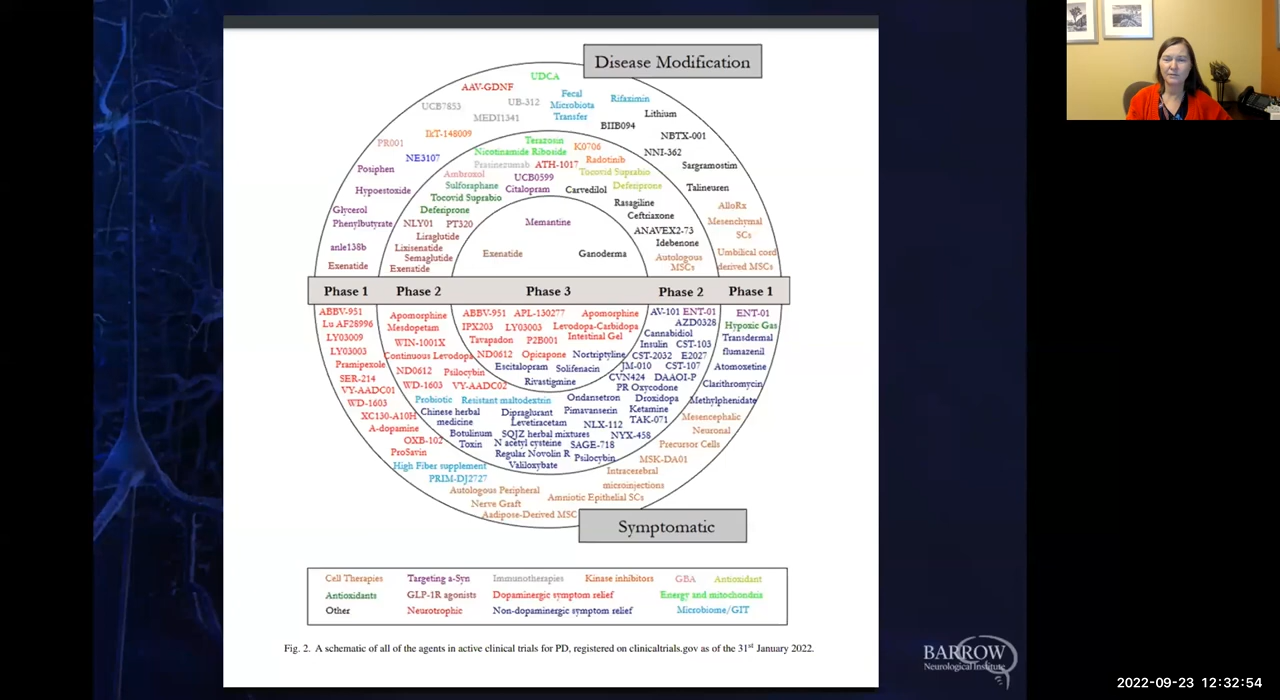 Disease Modification
UDCA
AAV-GDNF
UCB7853
UB-312
Fecal
Microbiota
Transfer
Rifaximin
MEDI1341
Lithium
BIIB094
IkT-148009
NBTX-001
PR001
Terazosin
K0706
NNI-362
Nicotinamide Riboside
NE3107
Prasinezumab
ATH-1017
Radotinib
Sargramostim
Posiphen
Ambroxol
UCB0599
Tocovid Suprabio
Sulforaphane
Citalopram
Carvedilol
Deferiprone
Talineuren
Hypoestoxide
Tocovid Suprabio
Rasagiline
Glycerol
Phenylbutyrate
Deferiprone
Ceftriaxone
AlloRx
NLY01
PT320
Memantine
ANAVEX2-73
Mesenchymal
SCs
Liraglutide
Idebenone
anle138b
Lixisenatide
Exenatide
Ganoderma
Autologous
MSCs
Umbilical cord
derived MSCs
Semaglutide
Exenatide
Exenatide
Phase 1
Phase 2
Phase 3
Phase 2
Phase 1
ABBV-951
Lu AF28996
LY03009
LY03003
Pramipexole
SER-214
VY-AADC01
WD-1603
XC130-A10H
A-dopamine
OXB-102
ProSavin
High Fiber supplement
PRIM-DJ2727
Autologous Peripheral
Nerve Graft
Aadipose-Derived MSC
Apomorphine
Mesdopetam
WIN-1001X
Continuous Levodopa
ND0612
Psilocybin
WD-1603
VY-AADC02
Probiotic
Resistant maltodextrin
Chinese herbal
medicine
Botulinum
Toxin
Dipraglurant
Levetiracetam
SQJZ herbal mixtures
N acetyl cysteine
Regular Novolin R
Valiloxybate
ABBV-951
APL-130277
Apomorphine
IPX203
LY03003
Levodopa-Carbidopa
Intestinal Gel
Tavapadon
P2B001
ND0612
Opicapone
Nortriptyline
Escitalopram
Solifenacin
Rivastigmine
AV-101
ENT-01
AZD0328
Cannabidiol
Insulin
CST-103
CST-2032
E2027
JM-010
CST-107
CVN424
DAAOI-P
PR Oxycodone
Ondansetron
Droxidopa
Pimavanserin
Ketamine
NLX-112
TAK-071
NYX-458
SAGE-718
Psilocybin
ENT-01
Hypoxic Gas
Transdermal
flumazenil
Atomoxetine
Clarithromycin
Methylphenidate
Mesencephalic
Neuronal
Precursor Cells
MSK-DA01
Intracerebral
microinjections
Amniotic Epithelial SCs
Symptomatic
Cell Therapies
Targeting a-Syn
Immunotherapies
Kinase inhibitors
GBA
Antioxidant
Antioxidants
GLP-1R agonists
Dopaminergic symptom relief
Energy and mitochondria
Other
Neurotrophic
Non-dopaminergic symptom relief
Microbiome/GIT
Fig. 2. A schematic of all of the agents in active clinical trials for PD, registered on clinicaltrials.gov as of the 31st January 2022.
BARROW
Neurological Institute
2022-09-23 12:32:54